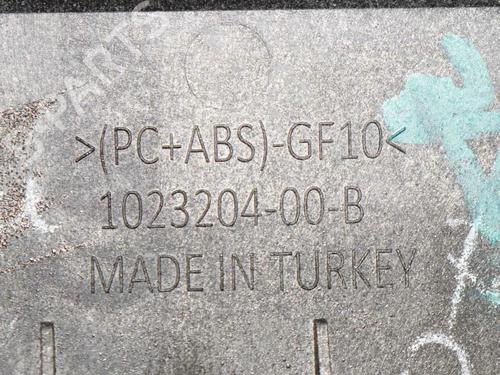 >(PC+ABS)-GF10<
1023204-00-B
MADE IN TURKEY